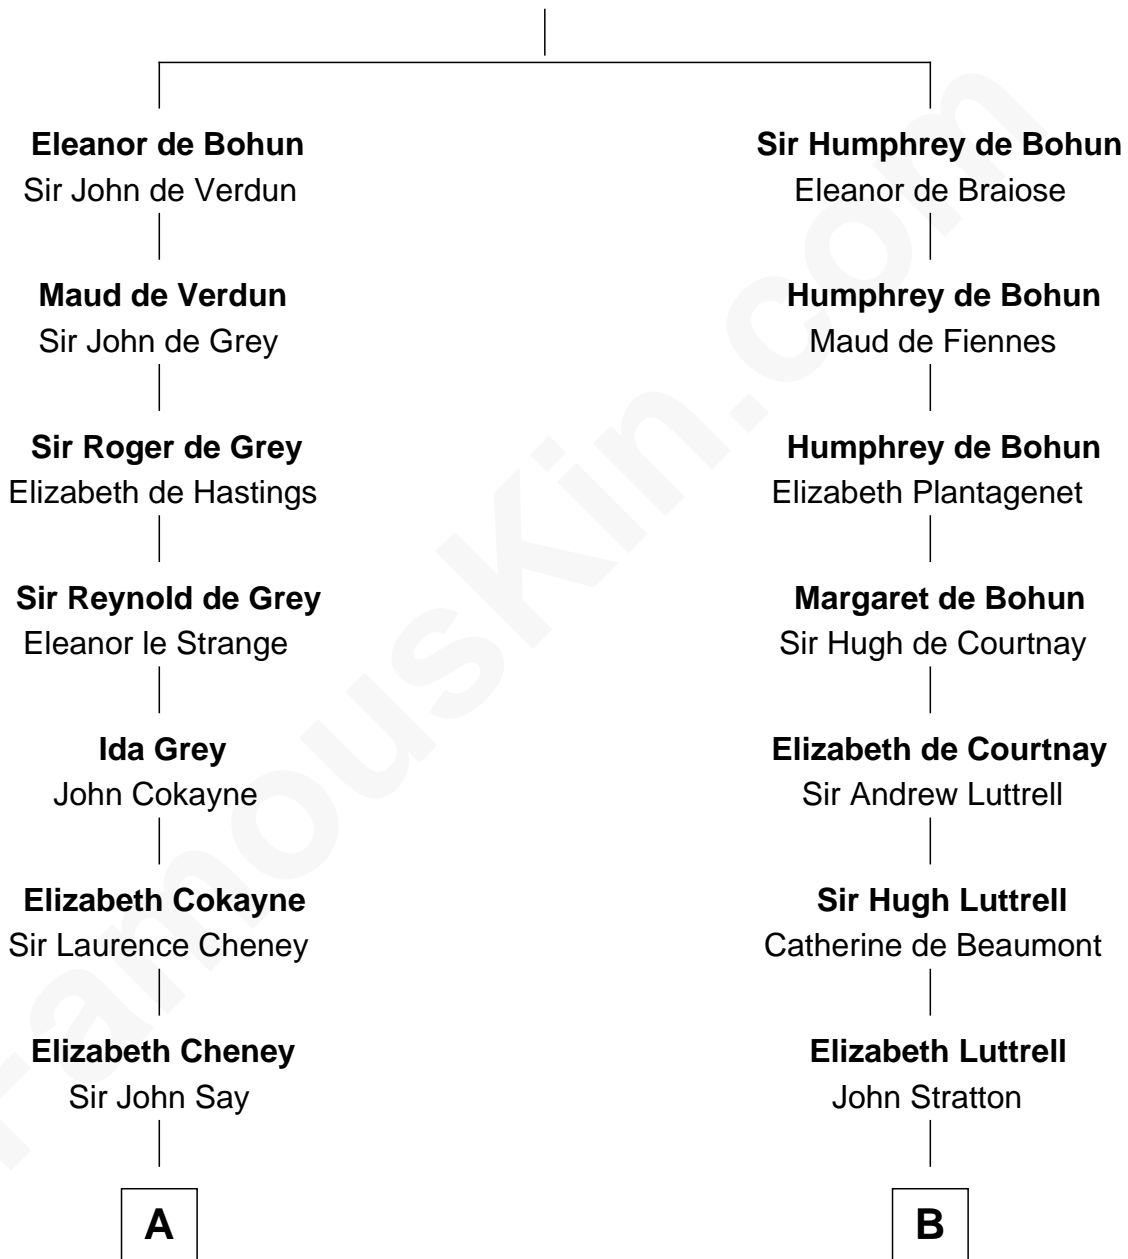 Eleanor de Bohun
Sir John de Verdun
Maud de Verdun
Sir John de Grey
Sir Roger de Grey
Elizabeth de Hastings
Sir Reynold de Grey
Eleanor le Strange
Ida Grey
John Cokayne
Elizabeth Cokayne
Sir Laurence Cheney
Elizabeth Cheney
Sir John Say
A
Sir Humphrey de Bohun
Eleanor de Braiose
Humphrey de Bohun
Maud de Fiennes
Humphrey de Bohun
Elizabeth Plantagenet
Margaret de Bohun
Sir Hugh de Courtnay
Elizabeth de Courtnay
Sir Andrew Luttrell
Sir Hugh Luttrell
Catherine de Beaumont
Elizabeth Luttrell
John Stratton
B
FamousKin.com